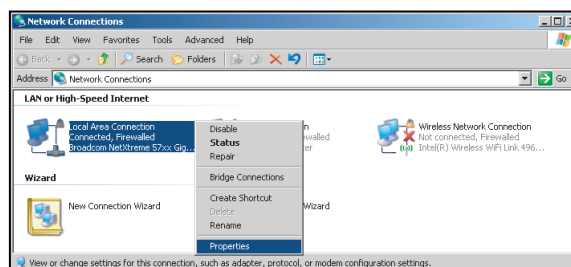 Network Connections
File Edit View Favorites Tools Advanced Help
Back Search Folders
Address Network Connections Go
LAN or High-Speed Internet
Local Area Connection
Connected, Firewalled
Broadcom NetXtreme 57xx Gig...
Disable
Status
Repair
Bridge Connections
Create Shortcut
Delete
Rename
Properties
Wireless Network Connection
Not connected, Firewalled
Intel(R) Wireless WiFi Link 496...
Wizard
New Connection Wizard
Wizard
View or change settings for this connection, such as adapter, protocol, or modem configuration settings.